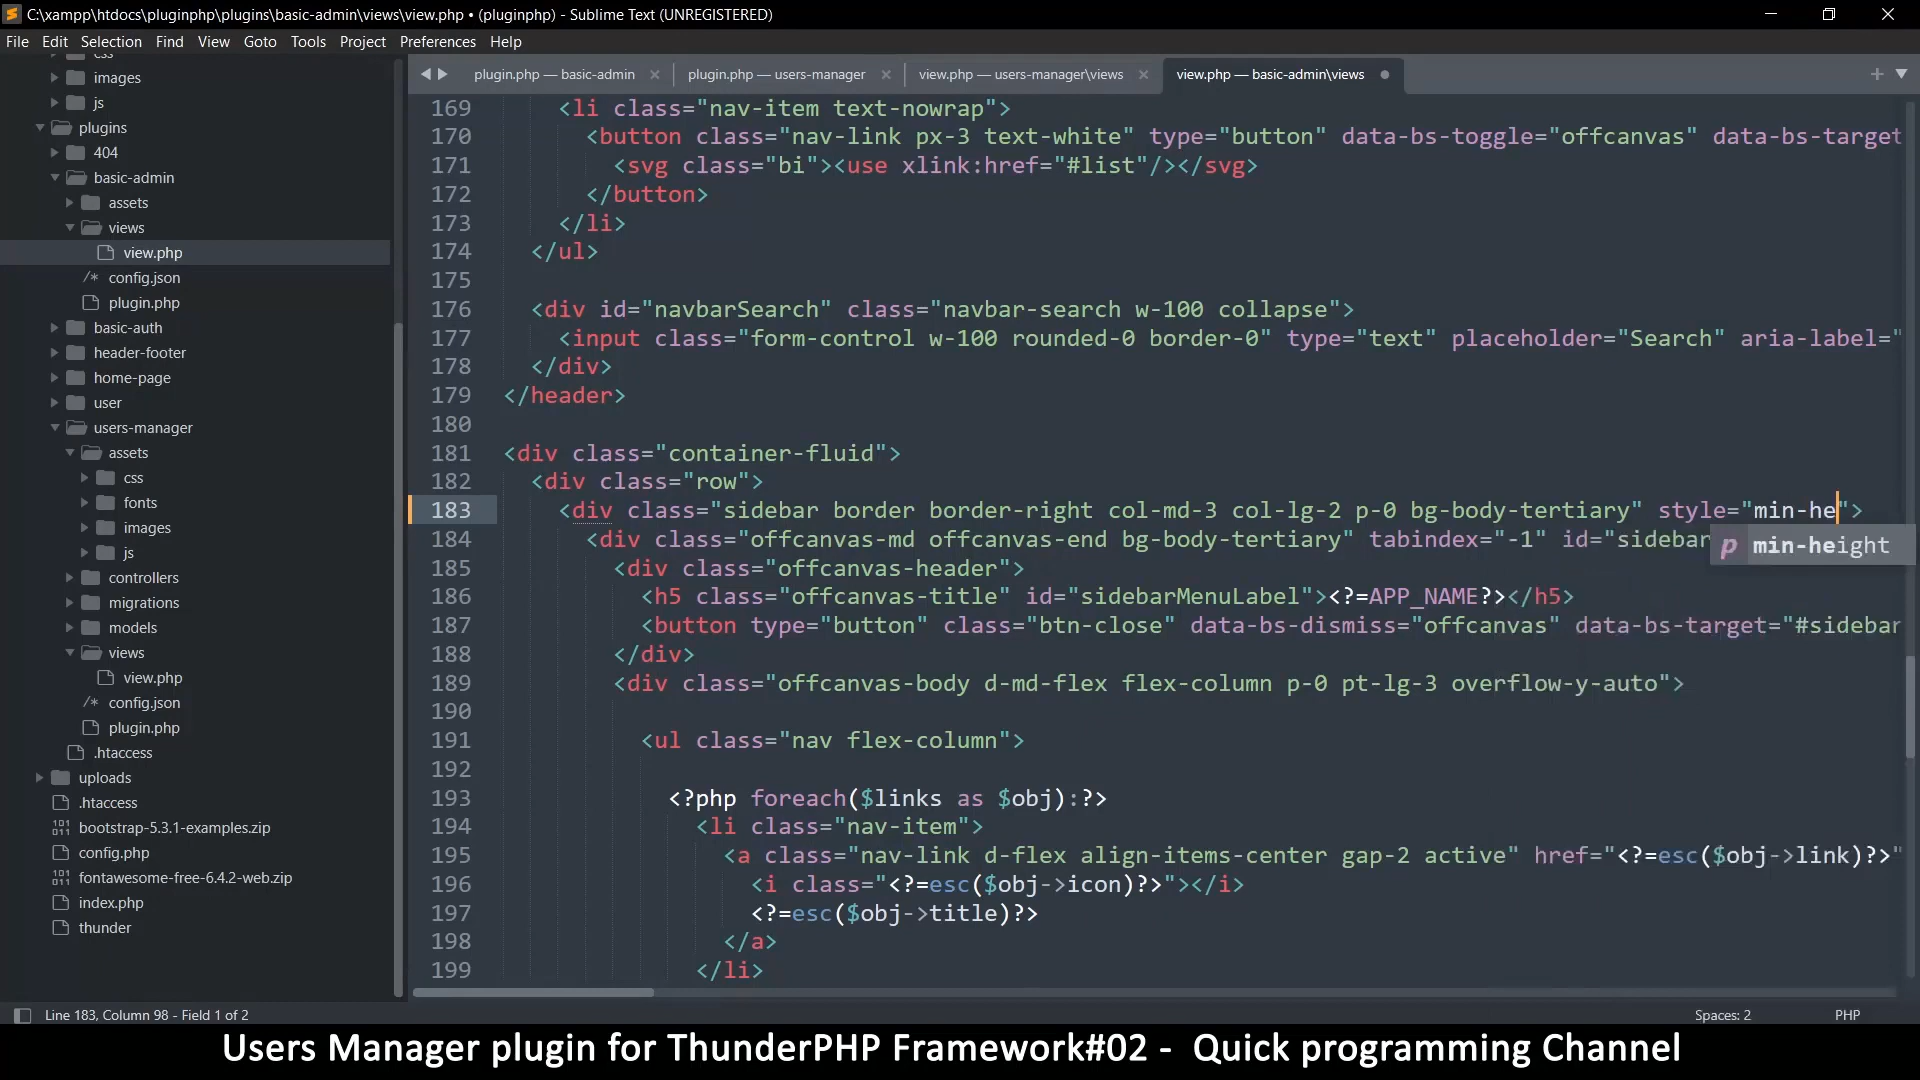 C:\xampp\htdocs\pluginphp\plugins\basic-admin\views\view.php • (pluginphp) - Sublime Text (UNREGISTERED)
File Edit Selection Find View Goto Tools Project Preferences Help
css
images
js
plugins
404
basic-admin
assets
views
view.php
/* config.json
plugin.php
basic-auth
header-footer
home-page
user
users-manager
assets
css
fonts
images
js
controllers
migrations
models
views
view.php
/* config.json
plugin.php
.htaccess
uploads
.htaccess
bootstrap-5.3.1-examples.zip
config.php
fontawesome-free-6.4.2-web.zip
index.php
thunder
plugin.php — basic-admin plugin.php — users-manager view.php — users-manager\views view.php — basic-admin\views
169 <li class="nav-item text-nowrap">
170 <button class="nav-link px-3 text-white" type="button" data-bs-toggle="offcanvas" data-bs-target
171 <svg class="bi"><use xlink:href="#list"/></svg>
172 </button>
173 </li>
174 </ul>
175
176 <div id="navbarSearch" class="navbar-search w-100 collapse">
177 <input class="form-control w-100 rounded-0 border-0" type="text" placeholder="Search" aria-label="
178 </div>
179 </header>
180
181 <div class="container-fluid">
182 <div class="row">
183 <div class="sidebar border border-right col-md-3 col-lg-2 p-0 bg-body-tertiary" style="min-he">
184 <div class="offcanvas-md offcanvas-end bg-body-tertiary" tabindex="-1" id="sidebar
p min-height
185 <div class="offcanvas-header">
186 <h5 class="offcanvas-title" id="sidebarMenuLabel"><?=APP_NAME?></h5>
187 <button type="button" class="btn-close" data-bs-dismiss="offcanvas" data-bs-target="#sidebar
188 </div>
189 <div class="offcanvas-body d-md-flex flex-column p-0 pt-lg-3 overflow-y-auto">
190
191 <ul class="nav flex-column">
192
193 <?php foreach($links as $obj):?>
194 <li class="nav-item">
195 <a class="nav-link d-flex align-items-center gap-2 active" href="<?=esc($obj->link)?>"
196 <i class="<?=esc($obj->icon)?>"></i>
197 <?=esc($obj->title)?>
198 </a>
199 </li>
Line 183, Column 98 - Field 1 of 2 Spaces: 2 PHP
Users Manager plugin for ThunderPHP Framework#02 - Quick programming Channel